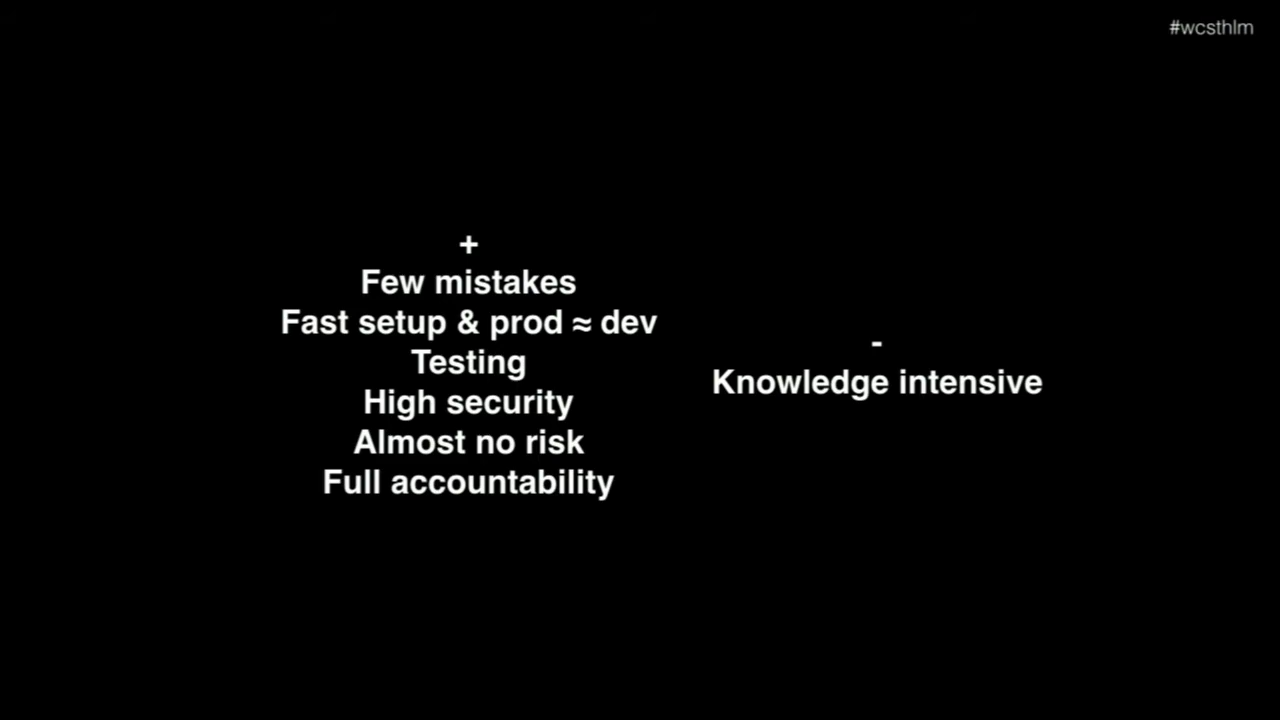 #wcsthlm
+
Few mistakes
Fast setup & prod ≈ dev
Testing
High security
Almost no risk
Full accountability
-
Knowledge intensive